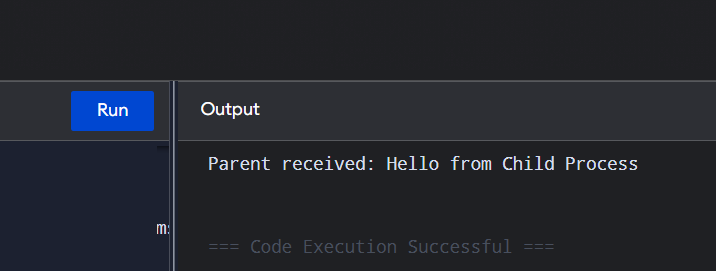 Run
Output
Parent received: Hello from Child Process
=== Code Execution Successful ===